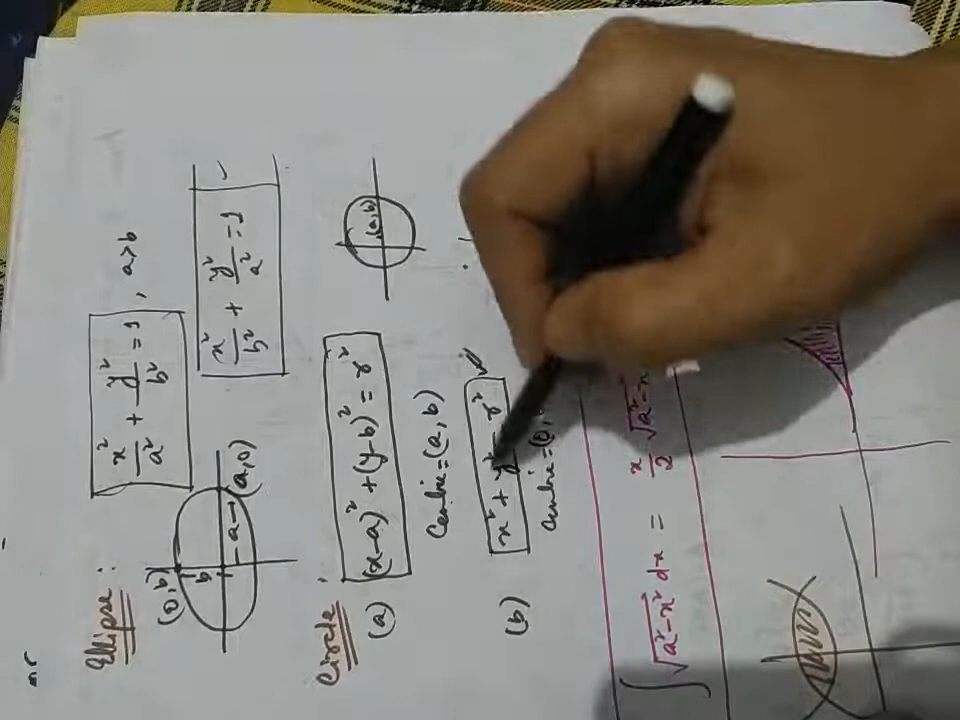 Ellipse :
x²/a² + y²/b² = 1 , a>b
(0,b)
b
a
(a,0)
x²/b² + y²/a² = 1
Circle :
(a) (x-a)² + (y-b)² = r²
(a,b)
Centre = (a, b)
(b) x² + y² r²
Centre = (0,
∫ √a²-x² dx = x/2 √a²-x